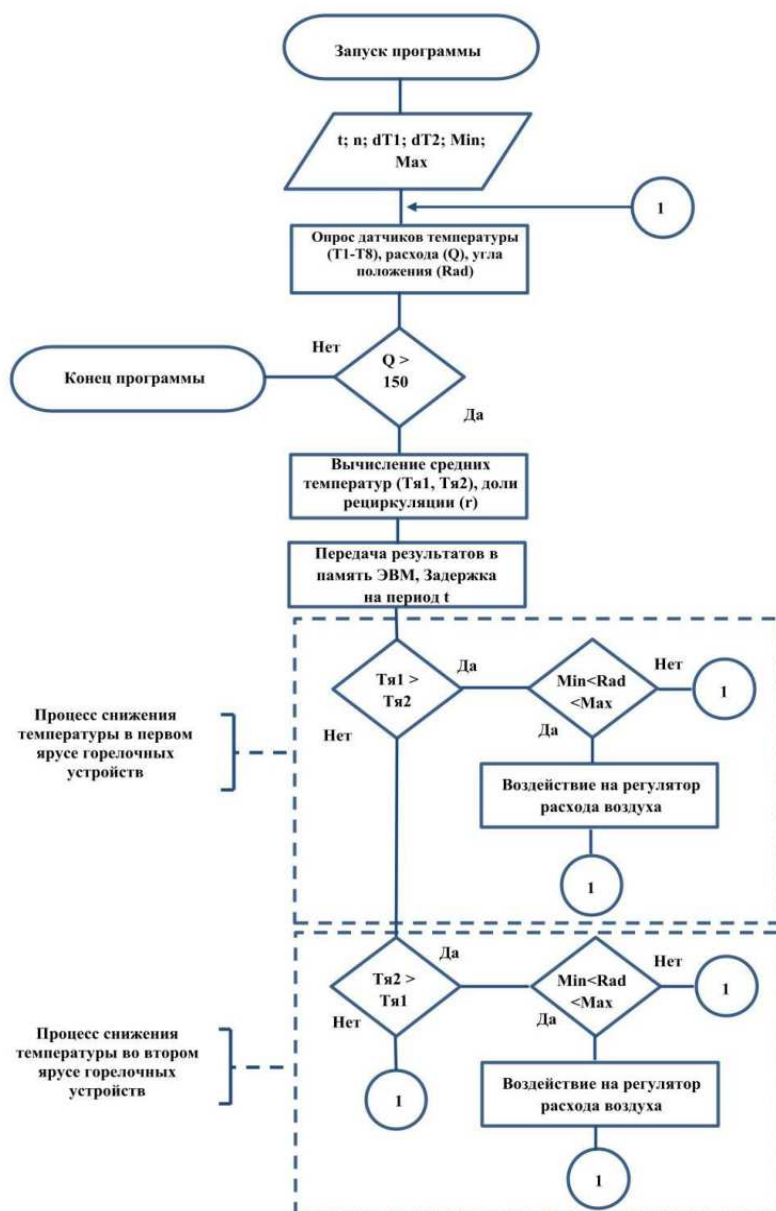 Запуск программы
t; n; dT1; dT2; Min;
Max
1
Опрос датчиков температуры
(T1-T8), расхода (Q), угла
положения (Rad)
Нет
Q >
150
Конец программы
Да
Вычисление средних
температур (Тя1, Тя2), доли
рециркуляции (r)
Передача результатов в
память ЭВМ, Задержка
на период t
Тя1 >
Тя2
Да
Min<Rad
<Max
Нет
1
Нет
Да
Процесс снижения
температуры в первом
ярусе горелочных
устройств
Воздействие на регулятор
расхода воздуха
1
Тя2 >
Тя1
Да
Min<Rad
<Max
Нет
1
Нет
Да
Процесс снижения
температуры во втором
ярусе горелочных
устройств
1
Воздействие на регулятор
расхода воздуха
1